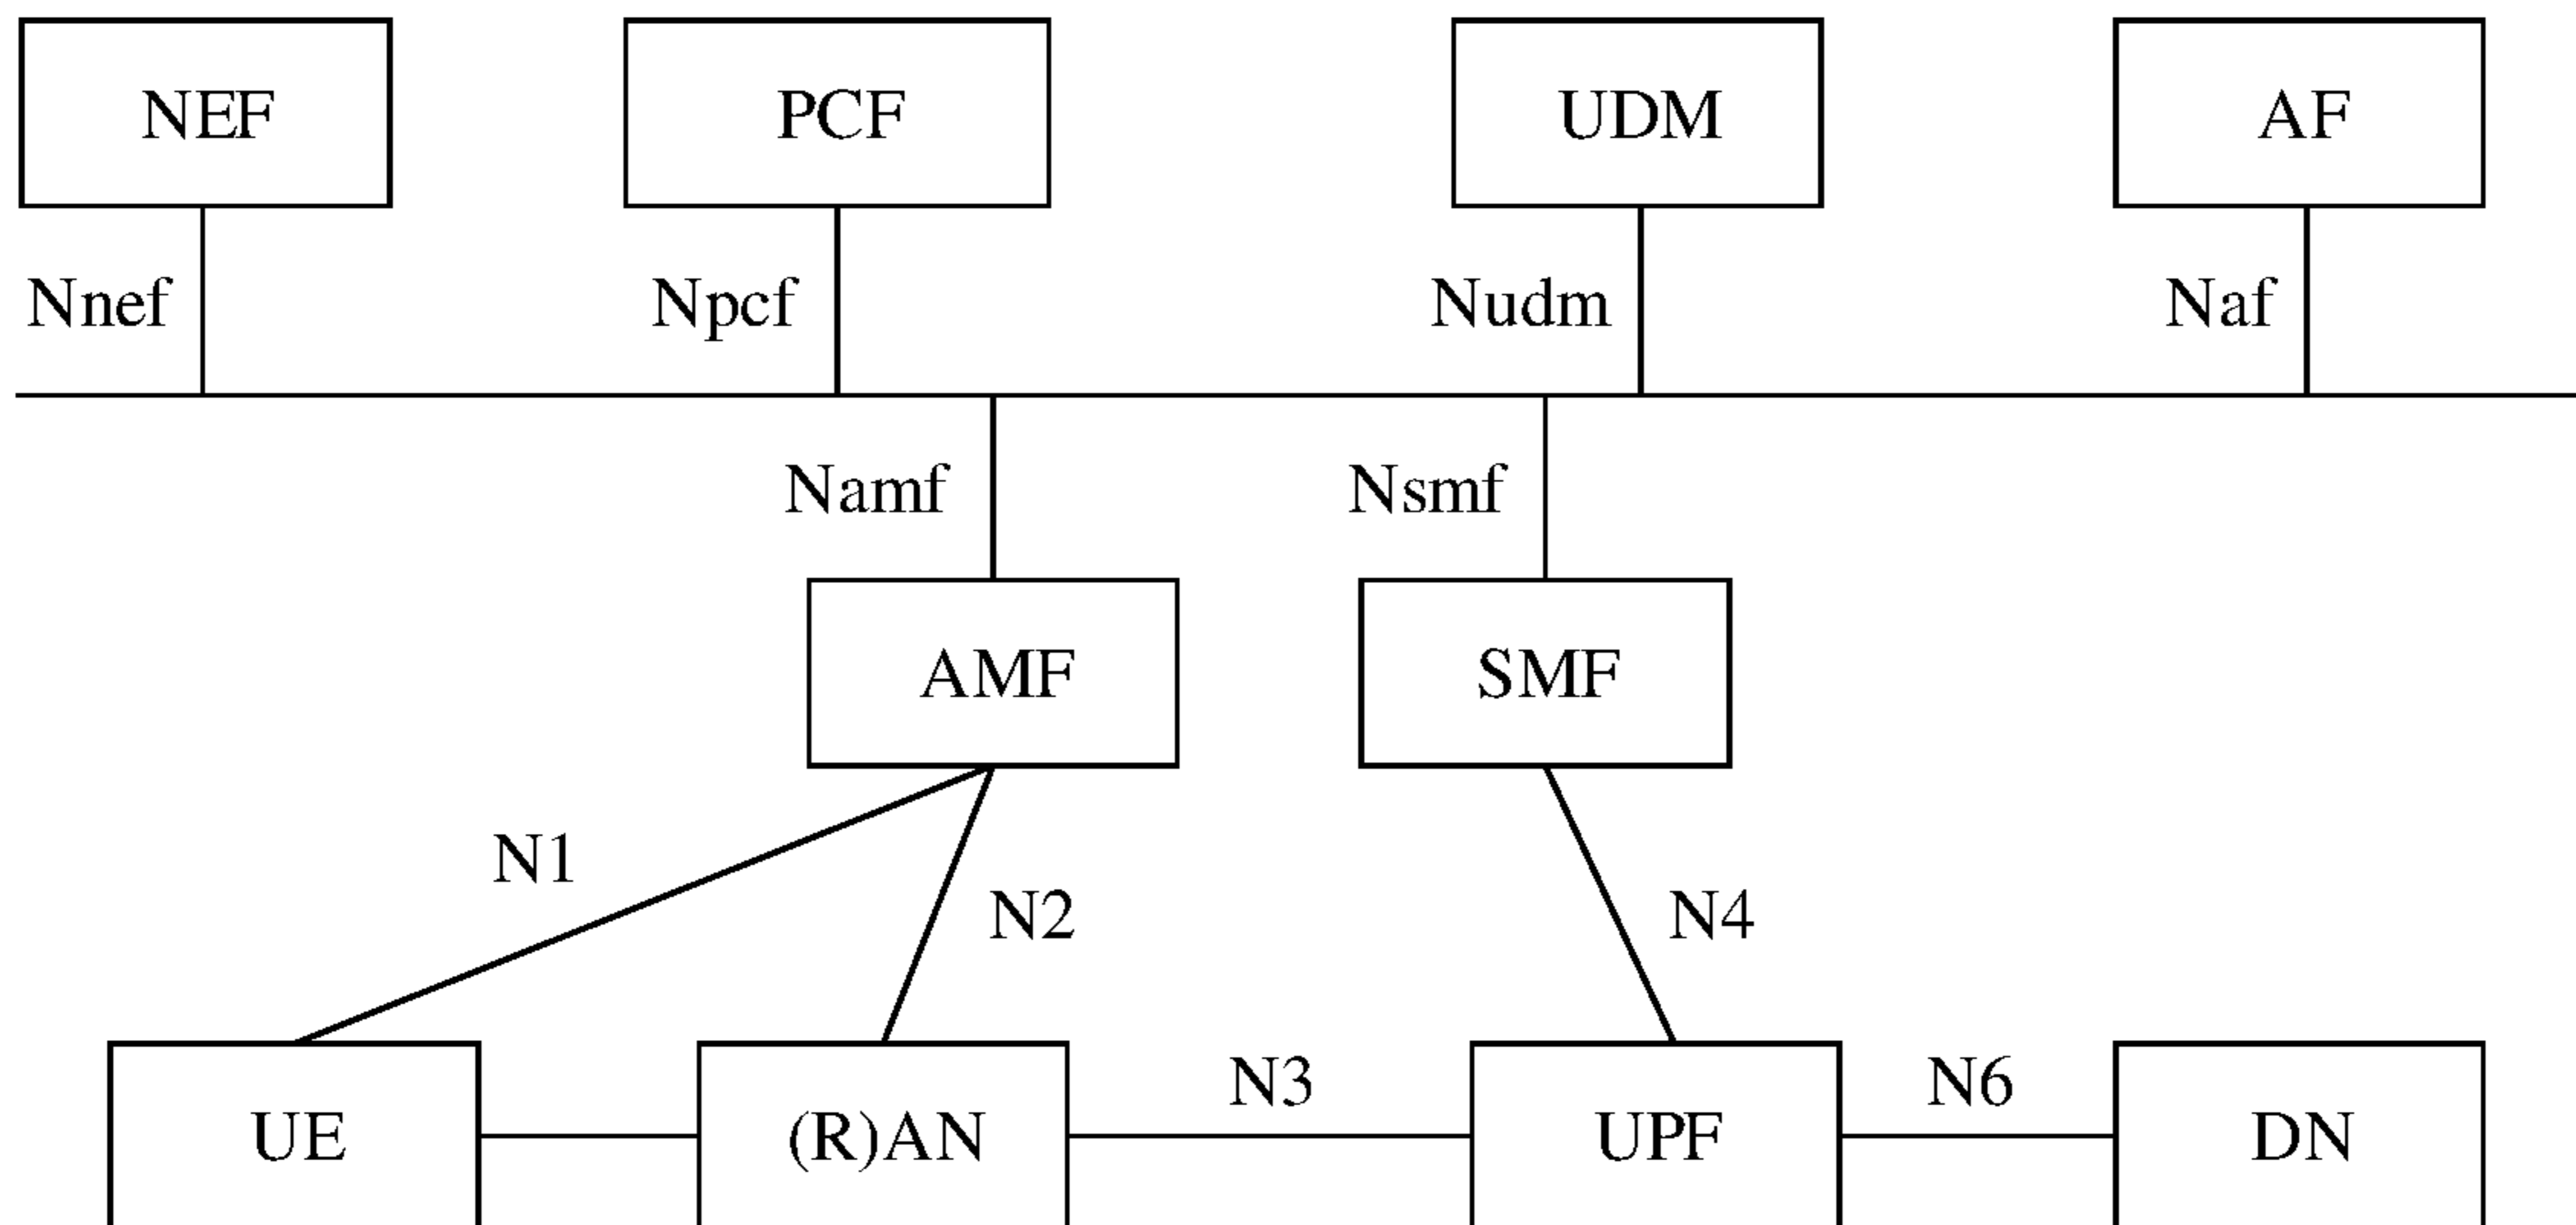 NEF PCF UDM AF
Nnef Npcf Nudm Naf
Namf Nsmf
AMF SMF
N1
N2 N4
N3 N6
UE (R)AN UPF DN